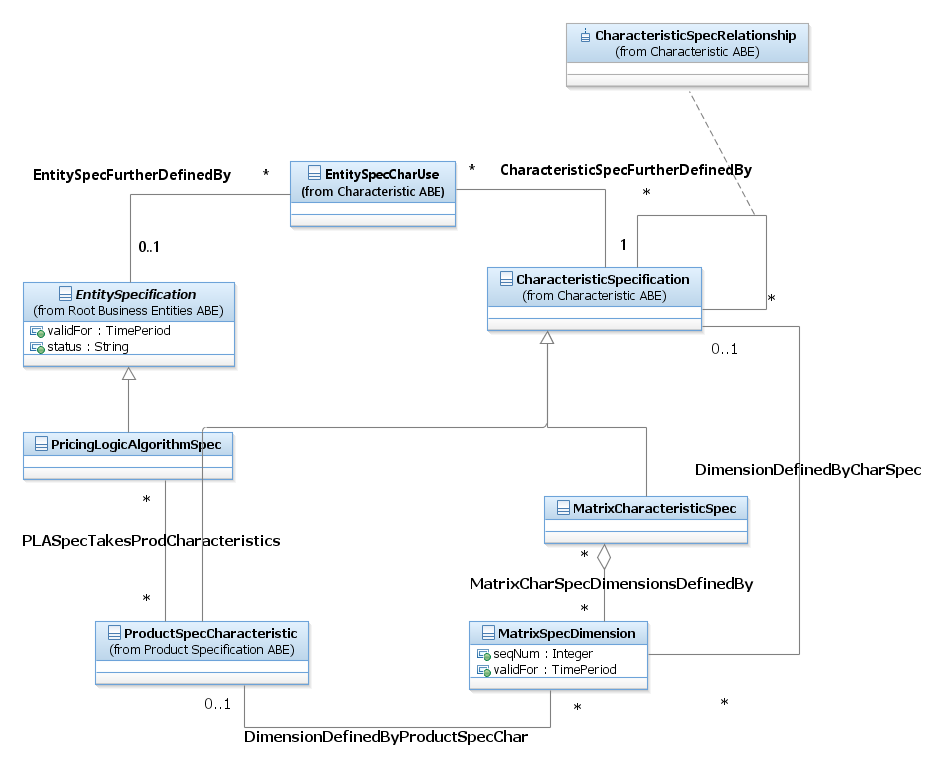 CharacteristicSpecRelationship
(from Characteristic ABE)
EntitySpecFurtherDefinedBy
*
EntitySpecCharUse
(from Characteristic ABE)
*
CharacteristicSpecFurtherDefinedBy
*
0..1
1
EntitySpecification
(from Root Business Entities ABE)
validFor : TimePeriod
status : String
CharacteristicSpecification
(from Characteristic ABE)
*
0..1
PricingLogicAlgorithmSpec
*
DimensionDefinedByCharSpec
MatrixCharacteristicSpec
PLASpecTakesProdCharacteristics
*
MatrixCharSpecDimensionsDefinedBy
*
*
ProductSpecCharacteristic
(from Product Specification ABE)
MatrixSpecDimension
seqNum : Integer
validFor : TimePeriod
0..1
*
*
DimensionDefinedByProductSpecChar